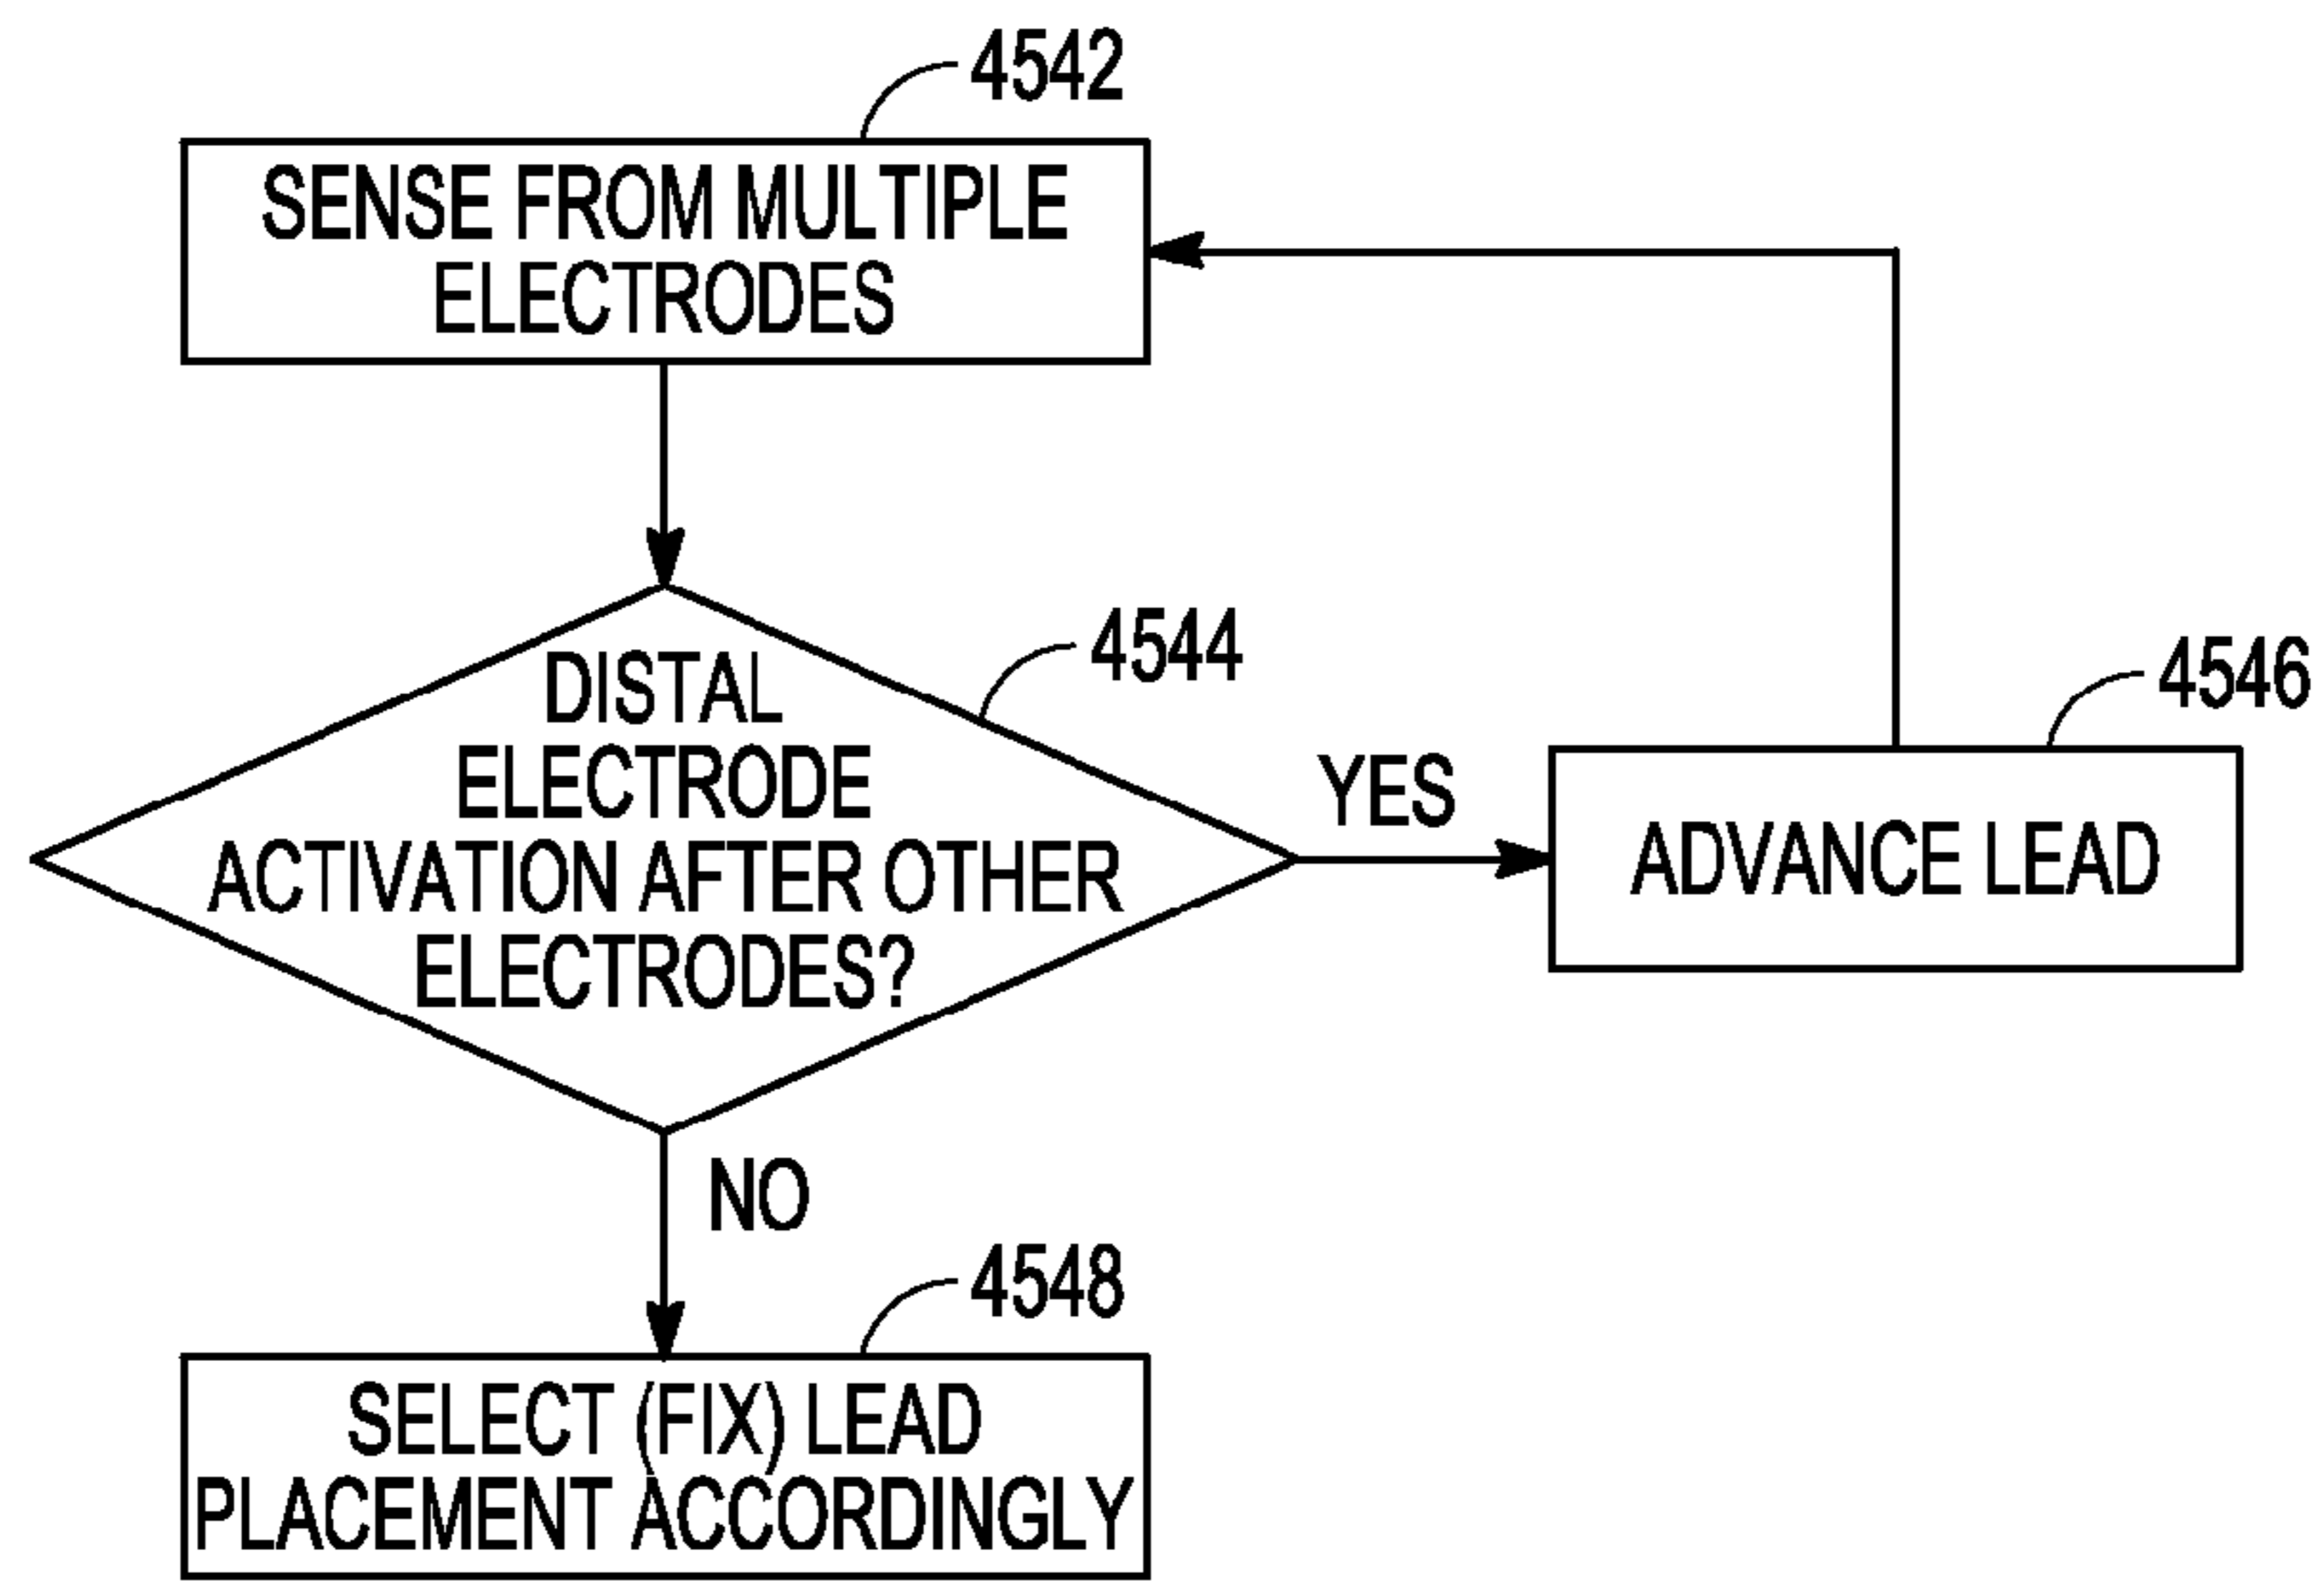 4542
SENSE FROM MULTIPLE
ELECTRODES
4544
DISTAL
ELECTRODE
ACTIVATION AFTER OTHER
ELECTRODES?
YES
4546
ADVANCE LEAD
NO
4548
SELECT (FIX) LEAD
PLACEMENT ACCORDINGLY